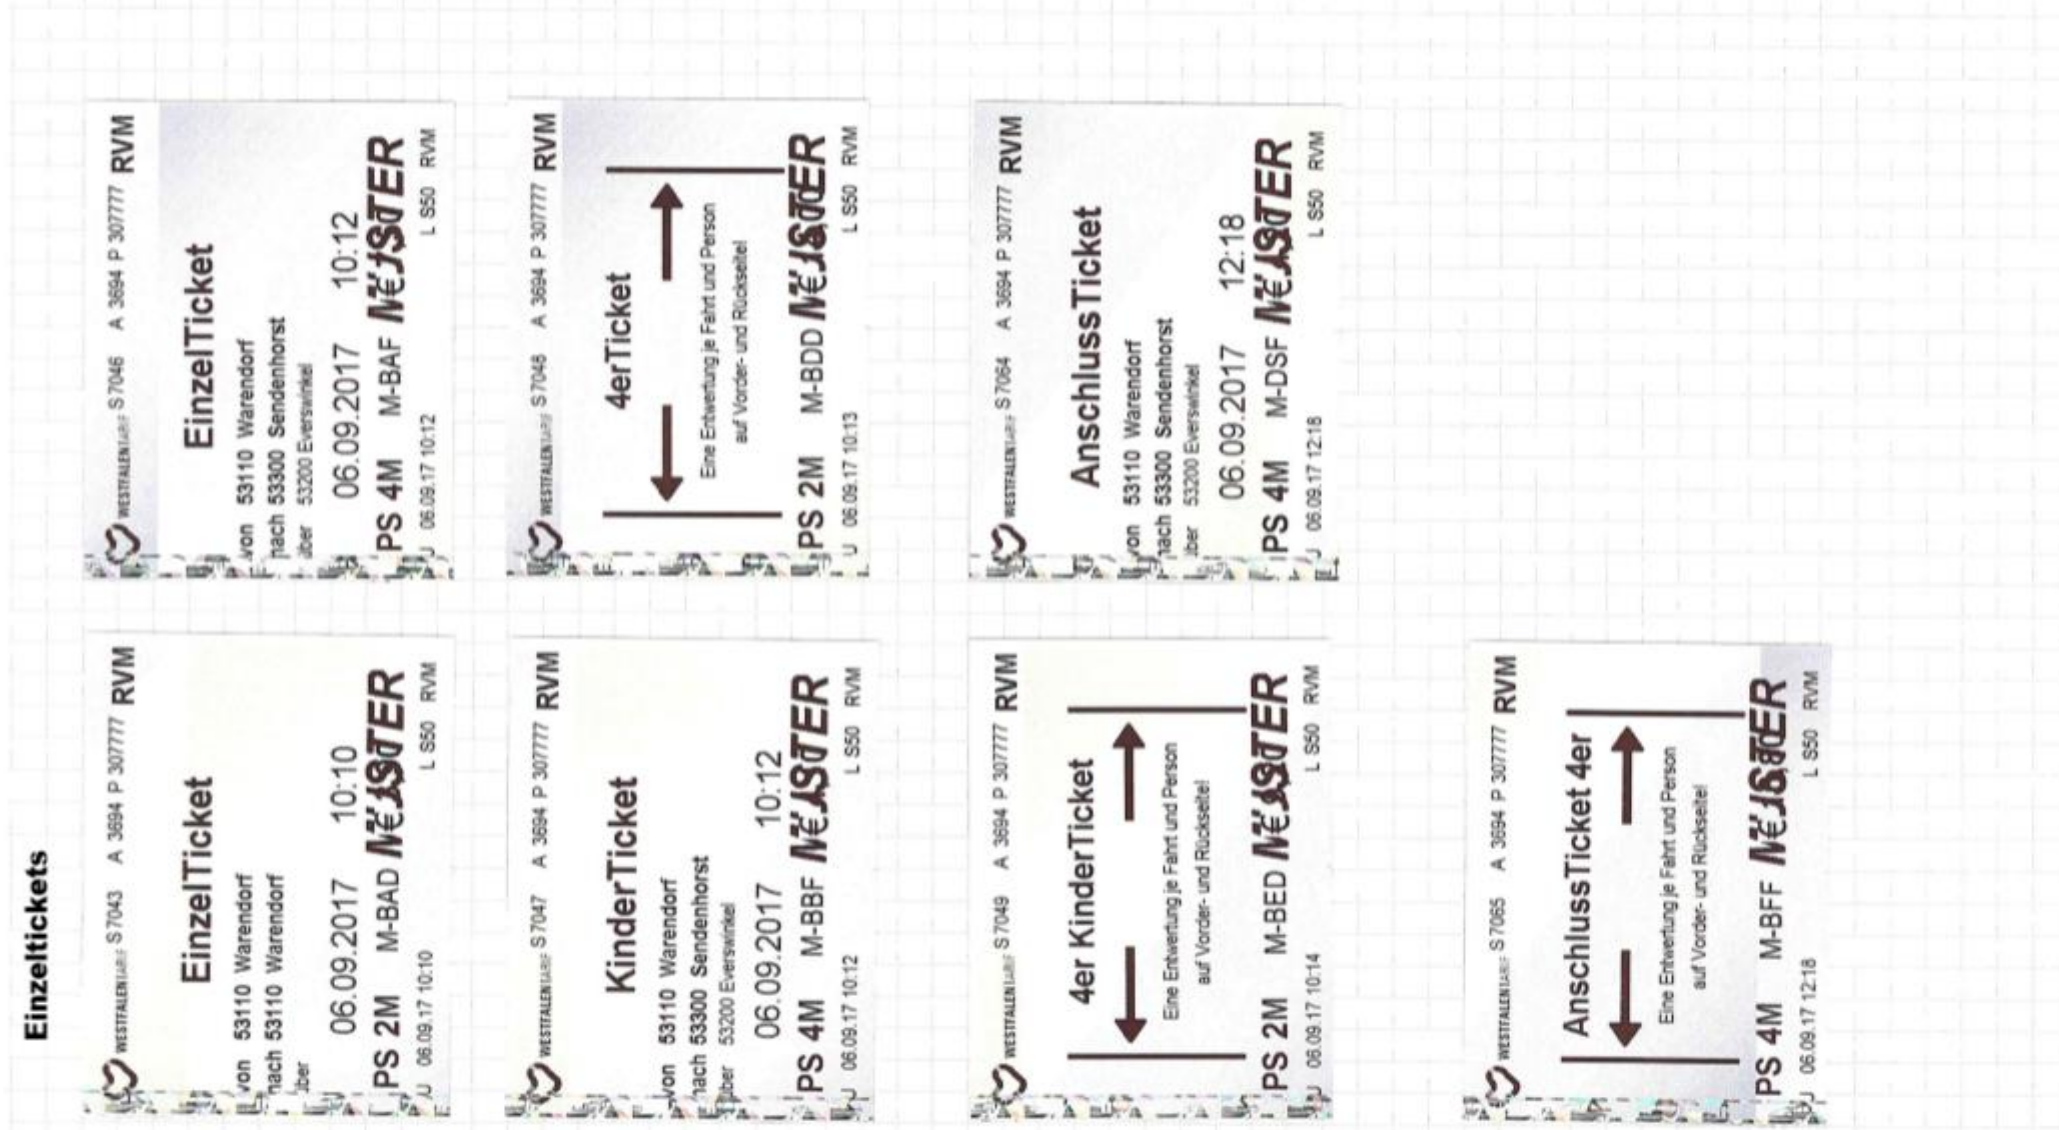 Einzeltickets
WESTFALENTARIF S 7043 A 3694 P 307777 RVM
EinzelTicket
von 53110 Warendorf
nach 53110 Warendorf
über
06.09.2017 10:10
PS 2M M-BAD
U 06.09.17 10:10 L S50 RVM
WESTFALENTARIF S 7046 A 3694 P 307777 RVM
EinzelTicket
von 53110 Warendorf
nach 53300 Sendenhorst
über 53200 Everswinkel
06.09.2017 10:12
PS 4M M-BAF
U 06.09.17 10:12 L S50 RVM
WESTFALENTARIF S 7047 A 3694 P 307777 RVM
KinderTicket
von 53110 Warendorf
nach 53300 Sendenhorst
über 53200 Everswinkel
06.09.2017 10:12
PS 4M M-BBF
U 06.09.17 10:12 L S50 RVM
WESTFALENTARIF S 7048 A 3694 P 307777 RVM
4erTicket
Eine Entwertung je Fahrt und Person
auf Vorder- und Rückseite!
PS 2M M-BDD
U 06.09.17 10:13 L S50 RVM
WESTFALENTARIF S 7049 A 3694 P 307777 RVM
4er KinderTicket
Eine Entwertung je Fahrt und Person
auf Vorder- und Rückseite!
PS 2M M-BED
U 06.09.17 10:14 L S50 RVM
WESTFALENTARIF S 7064 A 3694 P 307777 RVM
AnschlussTicket
von 53110 Warendorf
nach 53300 Sendenhorst
über 53200 Everswinkel
06.09.2017 12:18
PS 4M M-DSF
U 06.09.17 12:18 L S50 RVM
WESTFALENTARIF S 7065 A 3694 P 307777 RVM
AnschlussTicket 4er
Eine Entwertung je Fahrt und Person
auf Vorder- und Rückseite!
PS 4M M-BFF
U 06.09.17 12:18 L S50 RVM